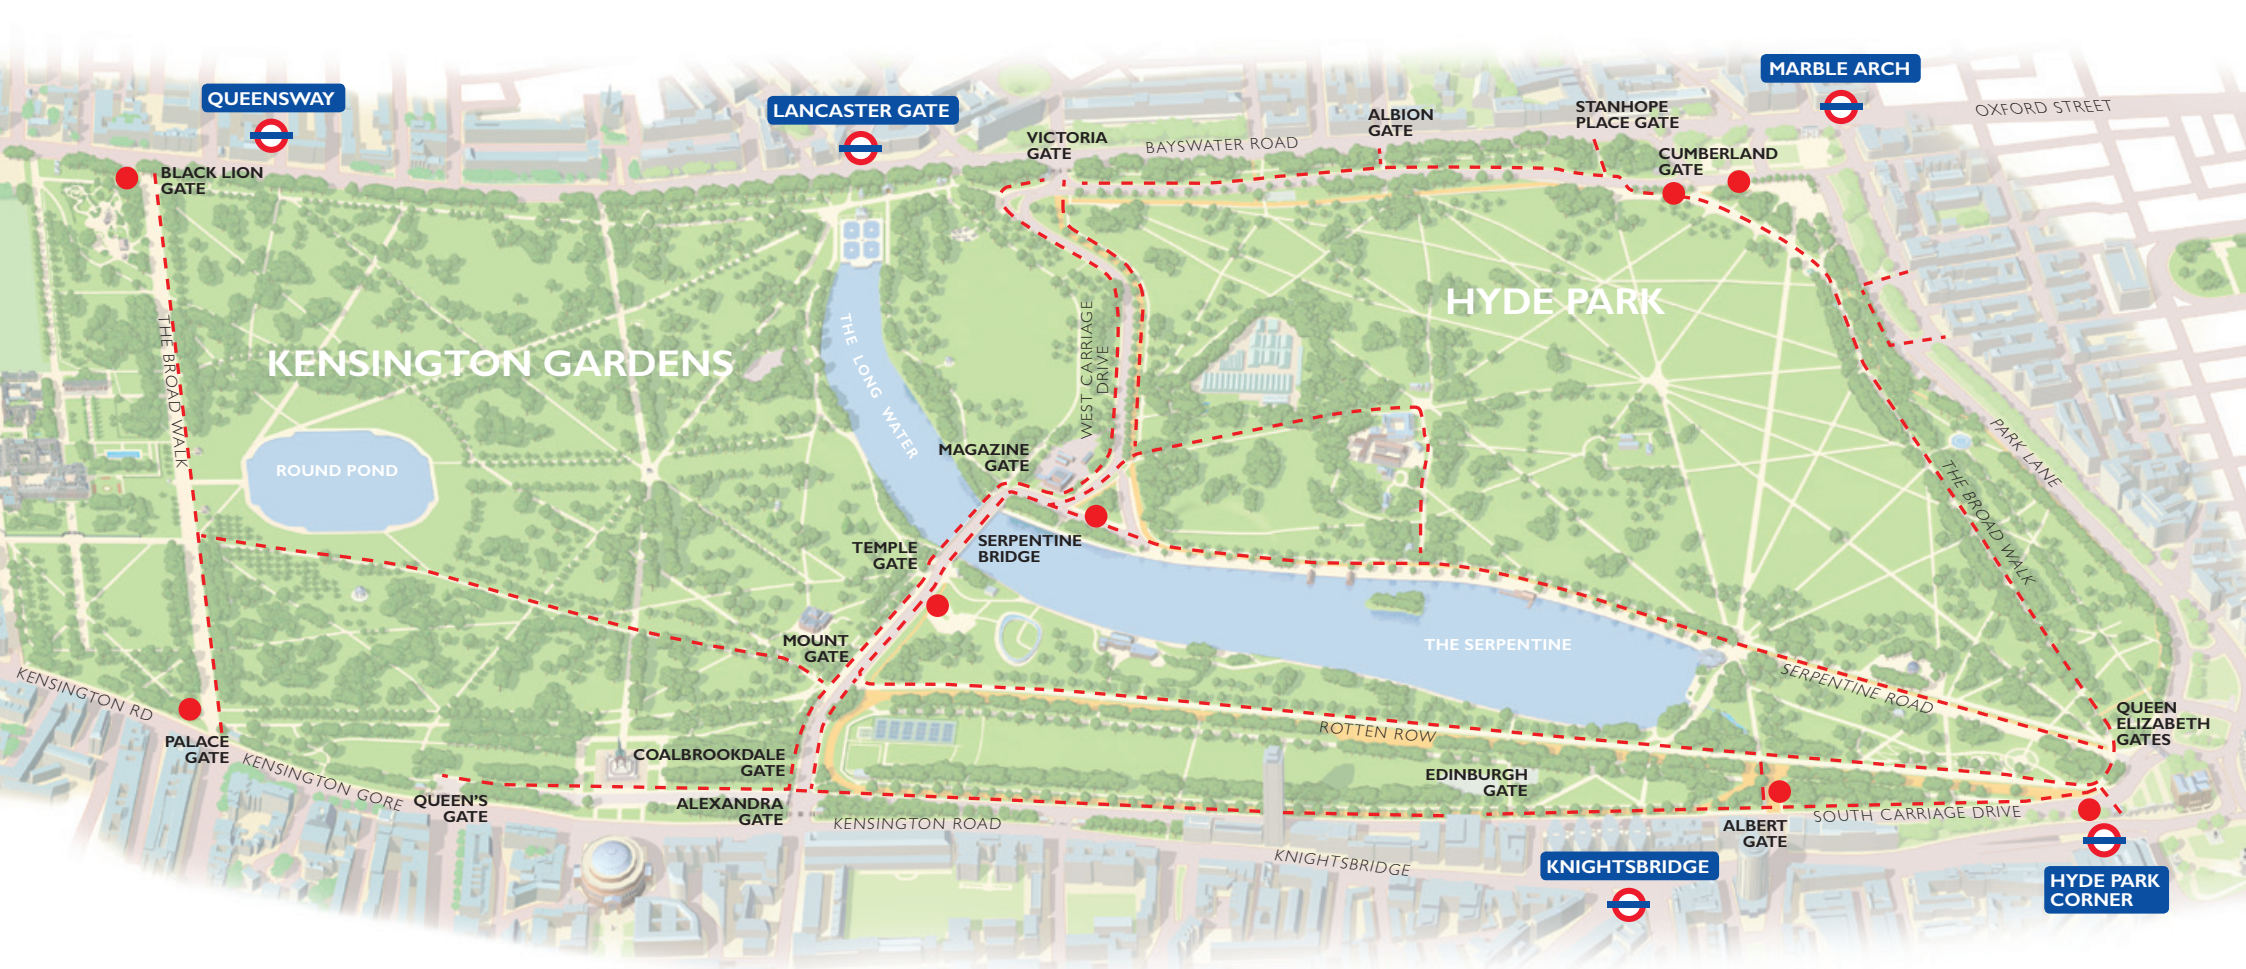 MARBLE ARCH
QUEENSWAY
LANCASTER GATE
OXFORD STREET
STANHOPE
PLACE GATE
ALBION
GATE
VICTORIA
GATE
BAYSWATER ROAD
CUMBERLAND
GATE
BLACK LION
GATE
HYDE PARK
KENSINGTON GARDENS
THE BROAD WALK
THE LONG WATER
WEST CARRIAGE
DRIVE
PARK LANE
MAGAZINE
GATE
ROUND POND
THE BROAD WALK
TEMPLE
GATE
SERPENTINE
BRIDGE
MOUNT
GATE
THE SERPENTINE
SERPENTINE ROAD
KENSINGTON RD
QUEEN
ELIZABETH
GATES
PALACE
GATE
ROTTEN ROW
COALBROOKDALE
GATE
KENSINGTON GORE
EDINBURGH
GATE
QUEEN'S
GATE
ALEXANDRA
GATE
KENSINGTON ROAD
SOUTH CARRIAGE DRIVE
ALBERT
GATE
KNIGHTSBRIDGE
KNIGHTSBRIDGE
HYDE PARK
CORNER